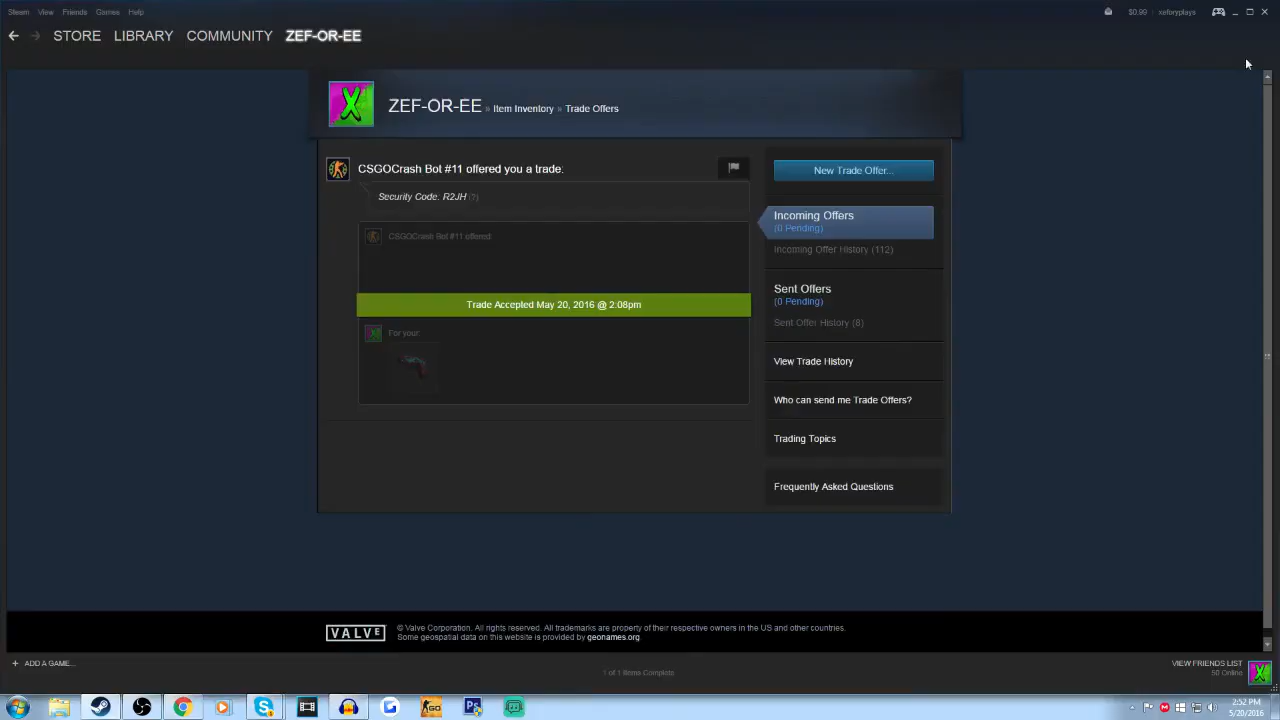 Steam View Friends Games Help
$0.99 xeforyplays
STORE LIBRARY COMMUNITY ZEF-OR-EE
ZEF-OR-EE » Item Inventory » Trade Offers
CSGOCrash Bot #11 offered you a trade:
Security Code: R2JH (?)
CSGOCrash Bot #11 offered:
Trade Accepted May 20, 2016 @ 2:08pm
For your:
New Trade Offer...
Incoming Offers
(0 Pending)
Incoming Offer History (112)
Sent Offers
(0 Pending)
Sent Offer History (8)
View Trade History
Who can send me Trade Offers?
Trading Topics
Frequently Asked Questions
VALVE
© Valve Corporation. All rights reserved. All trademarks are property of their respective owners in the US and other countries.
Some geospatial data on this website is provided by geonames.org.
+ ADD A GAME...
1 of 1 Items Complete
VIEW FRIENDS LIST
50 Online
2:52 PM
5/20/2016